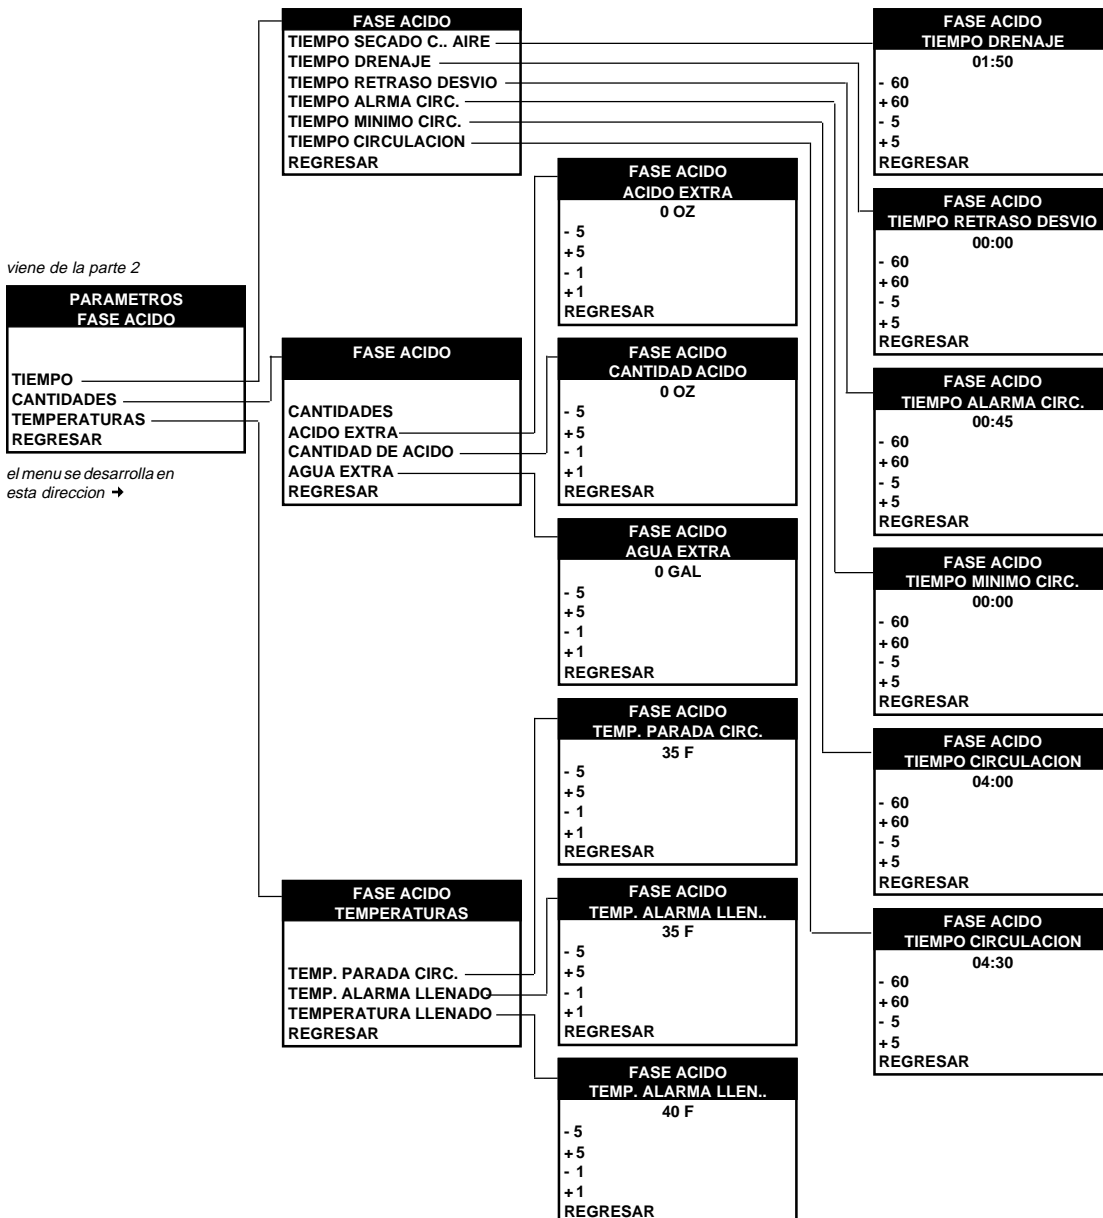 viene de la parte 2
PARAMETROS
FASE ACIDO
TIEMPO
CANTIDADES
TEMPERATURAS
REGRESAR
el menu se desarrolla en
esta direccion →
FASE ACIDO
TIEMPO SECADO C.. AIRE
TIEMPO DRENAJE
TIEMPO RETRASO DESVIO
TIEMPO ALRMA CIRC.
TIEMPO MINIMO CIRC.
TIEMPO CIRCULACION
REGRESAR
FASE ACIDO
CANTIDADES
ACIDO EXTRA
CANTIDAD DE ACIDO
AGUA EXTRA
REGRESAR
FASE ACIDO
TEMPERATURAS
TEMP. PARADA CIRC.
TEMP. ALARMA LLENADO
TEMPERATURA LLENADO
REGRESAR
FASE ACIDO
ACIDO EXTRA
0 OZ
- 5
+ 5
- 1
+ 1
REGRESAR
FASE ACIDO
CANTIDAD ACIDO
0 OZ
- 5
+ 5
- 1
+ 1
REGRESAR
FASE ACIDO
AGUA EXTRA
0 GAL
- 5
+ 5
- 1
+ 1
REGRESAR
FASE ACIDO
TEMP. PARADA CIRC.
35 F
- 5
+ 5
- 1
+ 1
REGRESAR
FASE ACIDO
TEMP. ALARMA LLEN..
35 F
- 5
+ 5
- 1
+ 1
REGRESAR
FASE ACIDO
TEMP. ALARMA LLEN..
40 F
- 5
+ 5
- 1
+ 1
REGRESAR
FASE ACIDO
TIEMPO DRENAJE
01:50
- 60
+ 60
- 5
+ 5
REGRESAR
FASE ACIDO
TIEMPO RETRASO DESVIO
00:00
- 60
+ 60
- 5
+ 5
REGRESAR
FASE ACIDO
TIEMPO ALARMA CIRC.
00:45
- 60
+ 60
- 5
+ 5
REGRESAR
FASE ACIDO
TIEMPO MINIMO CIRC.
00:00
- 60
+ 60
- 5
+ 5
REGRESAR
FASE ACIDO
TIEMPO CIRCULACION
04:00
- 60
+ 60
- 5
+ 5
REGRESAR
FASE ACIDO
TIEMPO CIRCULACION
04:30
- 60
+ 60
- 5
+ 5
REGRESAR